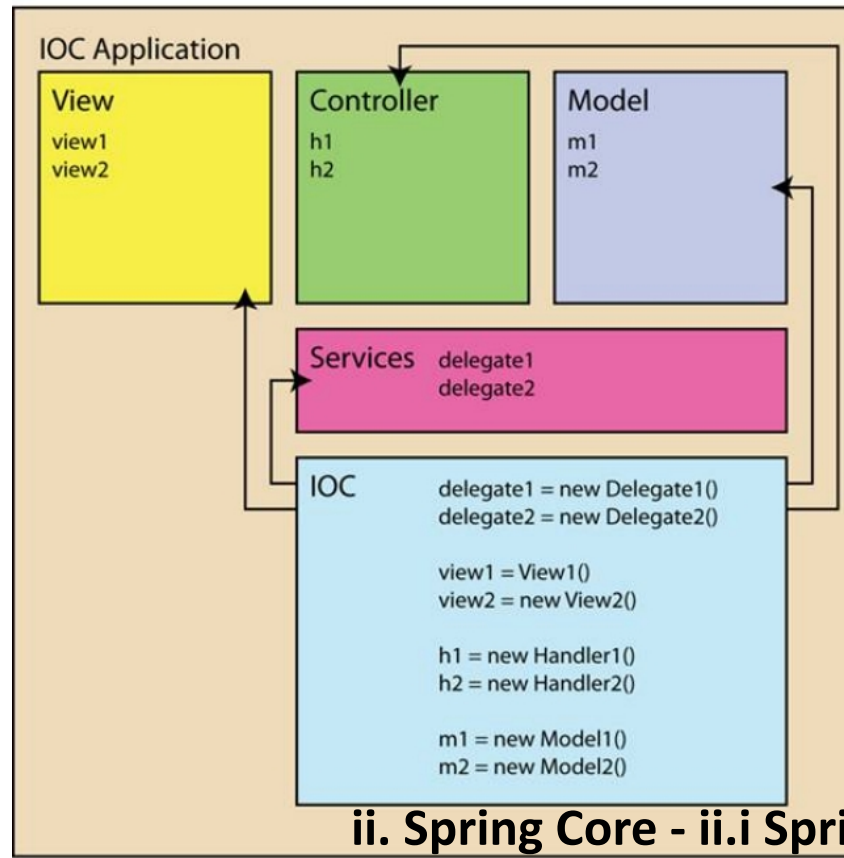 IOC Application
View
view1
view2
Controller
h1
h2
Model
m1
m2
Services
delegate1
delegate2
IOC
delegate1 = new Delegate1()
delegate2 = new Delegate2()
view1 = View1()
view2 = new View2()
h1 = new Handler1()
h2 = new Handler2()
m1 = new Model1()
m2 = new Model2()
ii. Spring Core - ii.i Spri